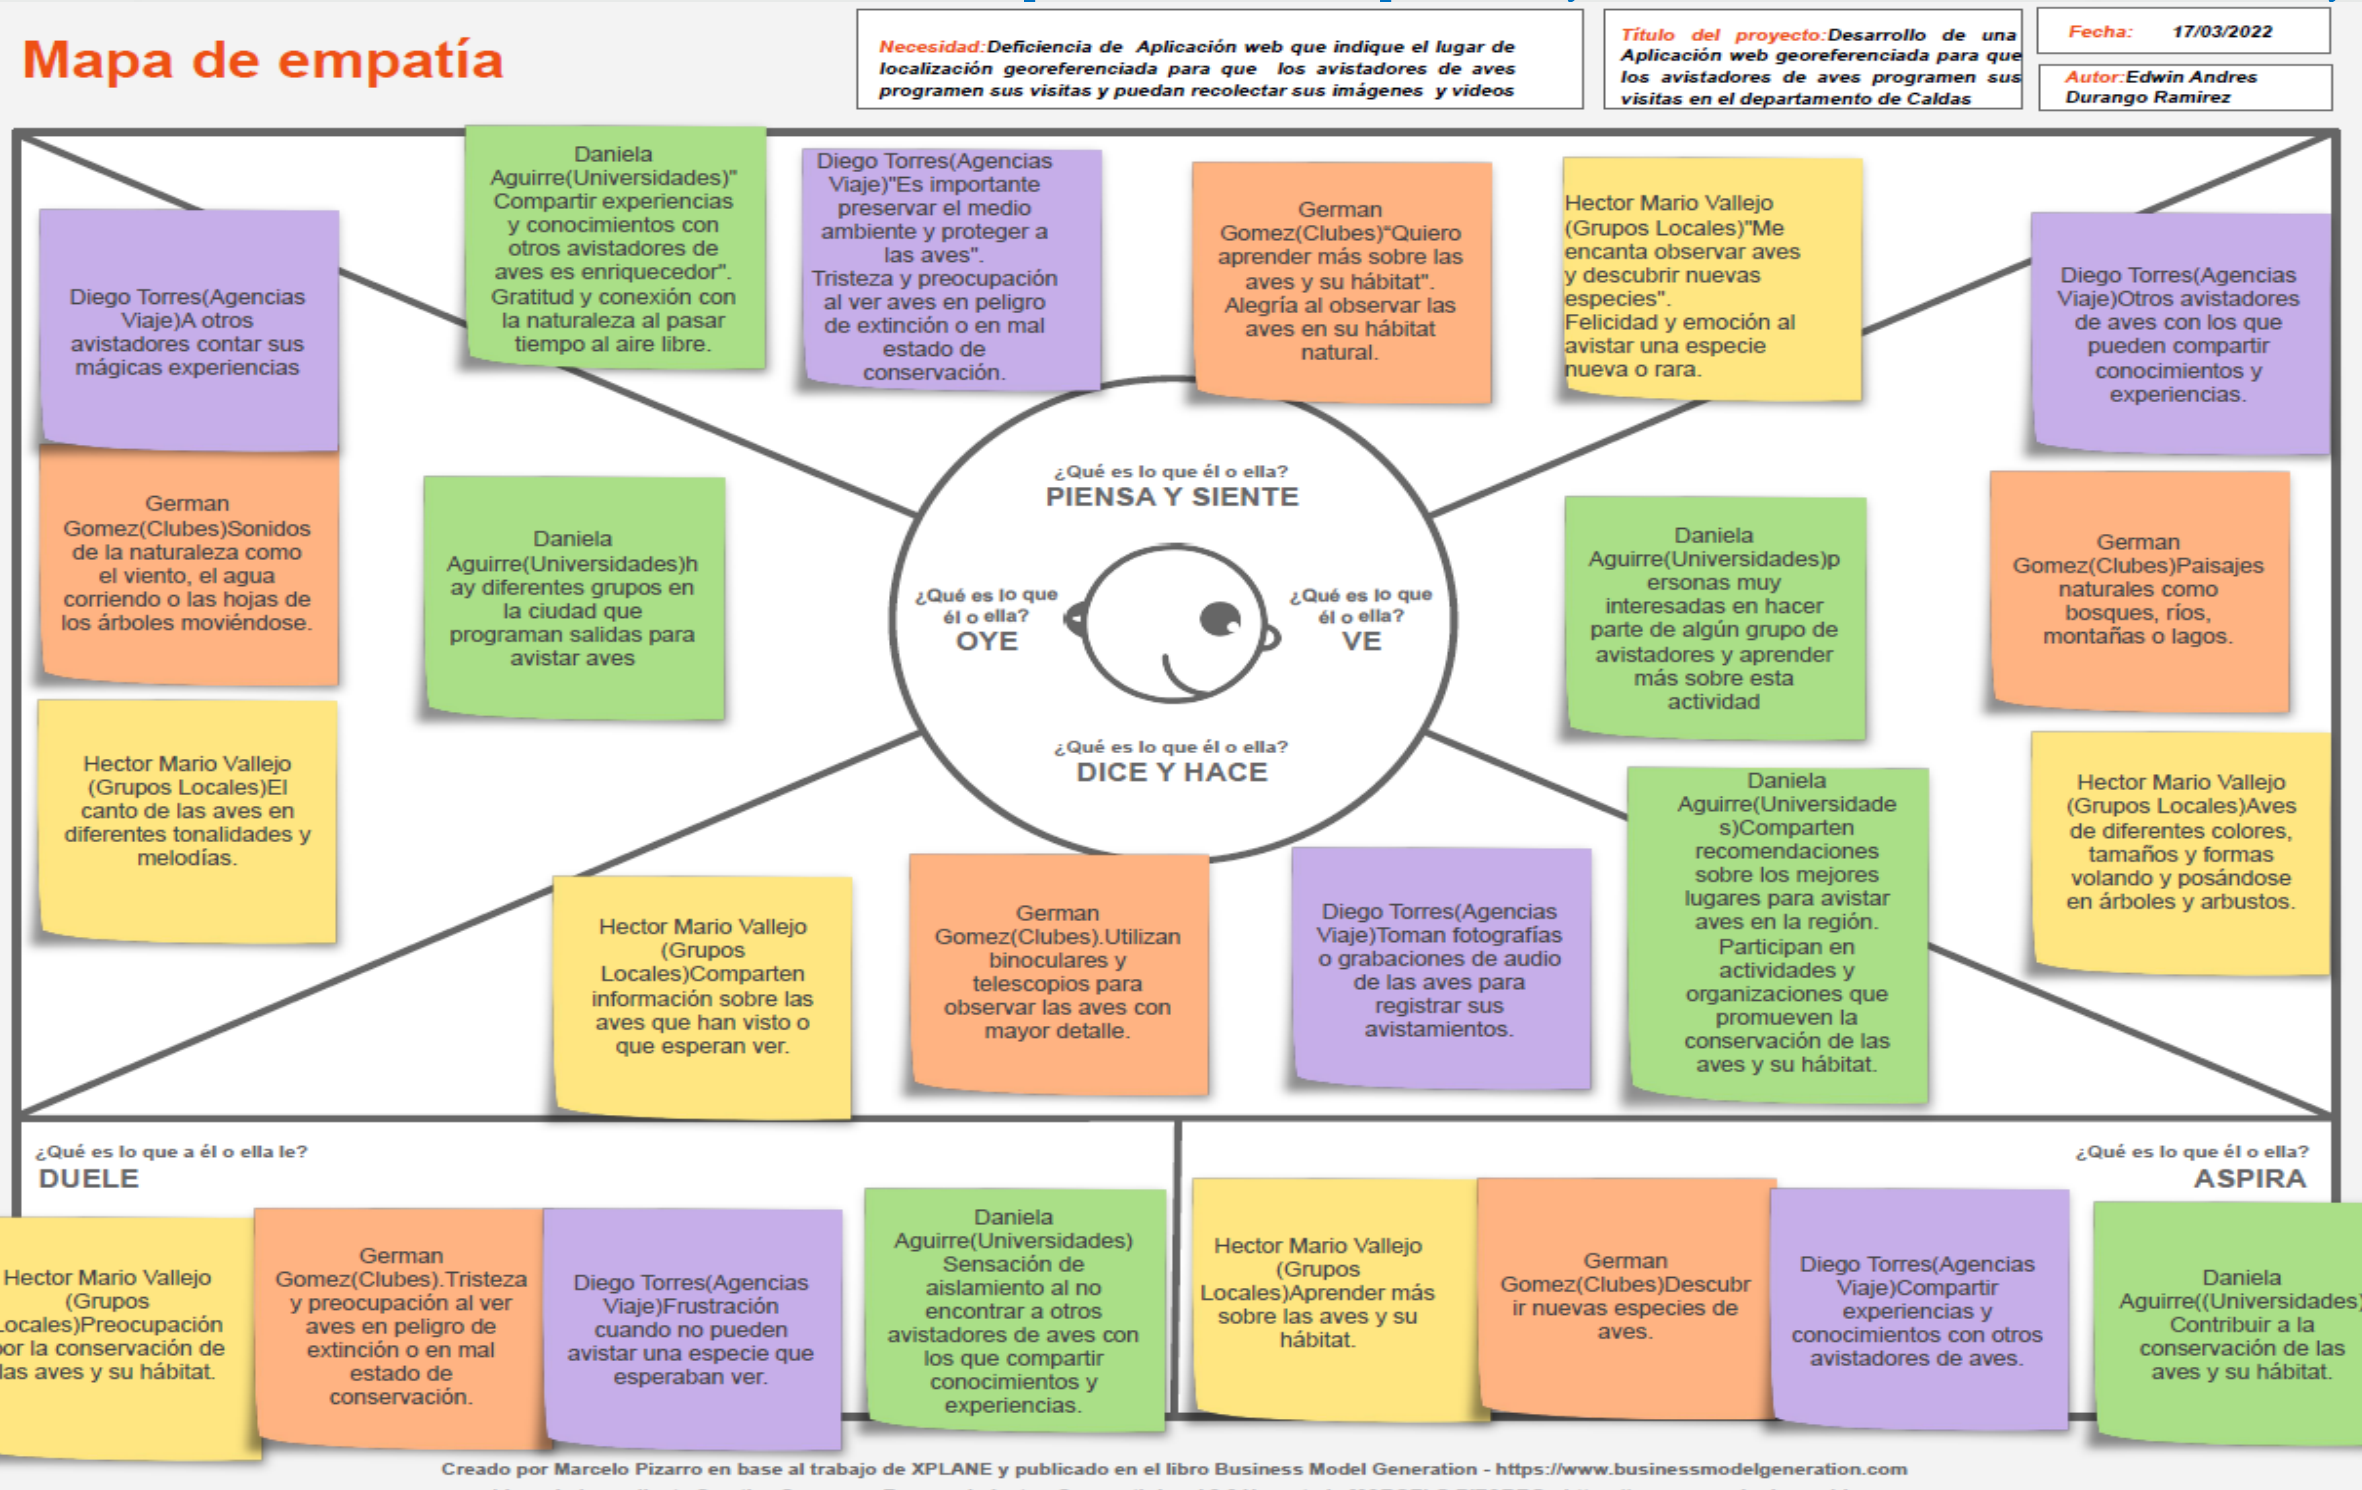 Mapa de empatía
Necesidad:Deficiencia de Aplicación web que indique el lugar de
localización georeferenciada para que los avistadores de aves
programen sus visitas y puedan recolectar sus imágenes y videos
Título del proyecto:Desarrollo de una
Aplicación web georeferenciada para que
los avistadores de aves programen sus
visitas en el departamento de Caldas
Fecha: 17/03/2022
Autor:Edwin Andres
Durango Ramirez
Diego Torres(Agencias
Viaje)A otros
avistadores contar sus
mágicas experiencias
Daniela
Aguirre(Universidades)"
Compartir experiencias
y conocimientos con
otros avistadores de
aves es enriquecedor".
Gratitud y conexión con
la naturaleza al pasar
tiempo al aire libre.
Diego Torres(Agencias
Viaje)"Es importante
preservar el medio
ambiente y proteger a
las aves".
Tristeza y preocupación
al ver aves en peligro
de extinción o en mal
estado de
conservación.
German
Gomez(Clubes)“Quiero
aprender más sobre las
aves y su hábitat".
Alegría al observar las
aves en su hábitat
natural.
Hector Mario Vallejo
(Grupos Locales)"Me
encanta observar aves
y descubrir nuevas
especies".
Felicidad y emoción al
avistar una especie
nueva o rara.
Diego Torres(Agencias
Viaje)Otros avistadores
de aves con los que
pueden compartir
conocimientos y
experiencias.
German
Gomez(Clubes)Sonidos
de la naturaleza como
el viento, el agua
corriendo o las hojas de
los árboles moviéndose.
Daniela
Aguirre(Universidades)h
ay diferentes grupos en
la ciudad que
programan salidas para
avistar aves
¿Qué es lo que él o ella?
PIENSA Y SIENTE
¿Qué es lo que
él o ella?
OYE
¿Qué es lo que
él o ella?
VE
¿Qué es lo que él o ella?
DICE Y HACE
Daniela
Aguirre(Universidades)p
ersonas muy
interesadas en hacer
parte de algún grupo de
avistadores y aprender
más sobre esta
actividad
German
Gomez(Clubes)Paisajes
naturales como
bosques, ríos,
montañas o lagos.
Hector Mario Vallejo
(Grupos Locales)El
canto de las aves en
diferentes tonalidades y
melodías.
Hector Mario Vallejo
(Grupos
Locales)Comparten
información sobre las
aves que han visto o
que esperan ver.
German
Gomez(Clubes).Utilizan
binoculares y
telescopios para
observar las aves con
mayor detalle.
Diego Torres(Agencias
Viaje)Toman fotografías
o grabaciones de audio
de las aves para
registrar sus
avistamientos.
Daniela
Aguirre(Universidade
s)Comparten
recomendaciones
sobre los mejores
lugares para avistar
aves en la región.
Participan en
actividades y
organizaciones que
promueven la
conservación de las
aves y su hábitat.
Hector Mario Vallejo
(Grupos Locales)Aves
de diferentes colores,
tamaños y formas
volando y posándose
en árboles y arbustos.
¿Qué es lo que a él o ella le?
DUELE
¿Qué es lo que él o ella?
ASPIRA
Hector Mario Vallejo
(Grupos
ocales)Preocupación
or la conservación de
las aves y su hábitat.
German
Gomez(Clubes).Tristeza
y preocupación al ver
aves en peligro de
extinción o en mal
estado de
conservación.
Diego Torres(Agencias
Viaje)Frustración
cuando no pueden
avistar una especie que
esperaban ver.
Daniela
Aguirre(Universidades)
Sensación de
aislamiento al no
encontrar a otros
avistadores de aves con
los que compartir
conocimientos y
experiencias.
Hector Mario Vallejo
(Grupos
Locales)Aprender más
sobre las aves y su
hábitat.
German
Gomez(Clubes)Descubr
ir nuevas especies de
aves.
Diego Torres(Agencias
Viaje)Compartir
experiencias y
conocimientos con otros
avistadores de aves.
Daniela
Aguirre((Universidades)
Contribuir a la
conservación de las
aves y su hábitat.
Creado por Marcelo Pizarro en base al trabajo de XPLANE y publicado en el libro Business Model Generation - https://www.businessmodelgeneration.com